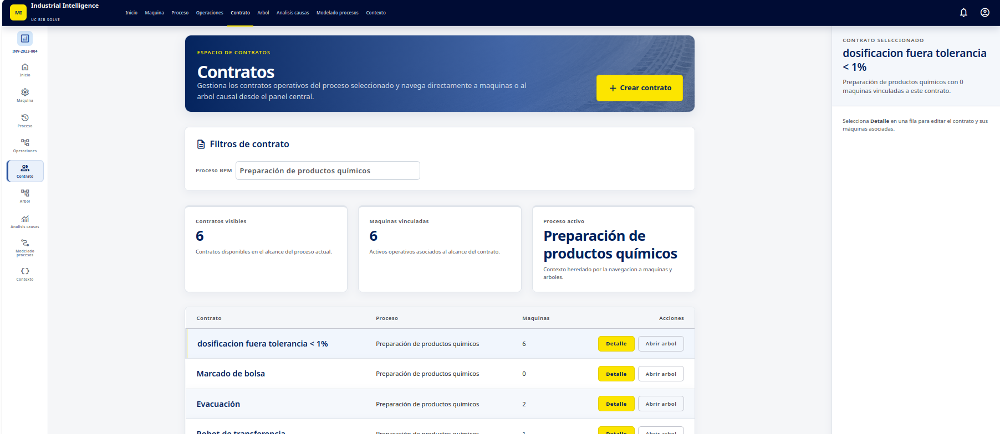 MI
Industrial Intelligence
UC BIB SOLVE
Inicio
Maquina
Proceso
Operaciones
Contrato
Arbol
Analisis causas
Modelado procesos
Contexto
INV-2023-004
Inicio
Maquina
Proceso
Operaciones
Contrato
Arbol
Analisis causas
Modelado
procesos
Contexto
ESPACIO DE CONTRATOS
Contratos
Gestiona los contratos operativos del proceso seleccionado y navega directamente a maquinas o al
arbol causal desde el panel central.
+ Crear contrato
Filtros de contrato
Proceso BPM
Preparación de productos químicos
Contratos visibles
6
Contratos disponibles en el alcance del proceso actual.
Maquinas vinculadas
6
Activos operativos asociados al alcance del contrato.
Proceso activo
Preparación de
productos químicos
Contexto heredado por la navegacion a maquinas y
arboles.
Contrato Proceso Maquinas Acciones
dosificacion fuera tolerancia < 1% Preparación de productos químicos 6 Detalle Abrir arbol
Marcado de bolsa Preparación de productos químicos 0 Detalle Abrir arbol
Evacuación Preparación de productos químicos 2 Detalle Abrir arbol
Robot de transferencia Preparación de productos químicos 1 Detalle Abrir arbol
CONTRATO SELECCIONADO
dosificacion fuera tolerancia
< 1%
Preparación de productos químicos con 0
maquinas vinculadas a este contrato.
Selecciona Detalle en una fila para editar el contrato y sus
máquinas asociadas.